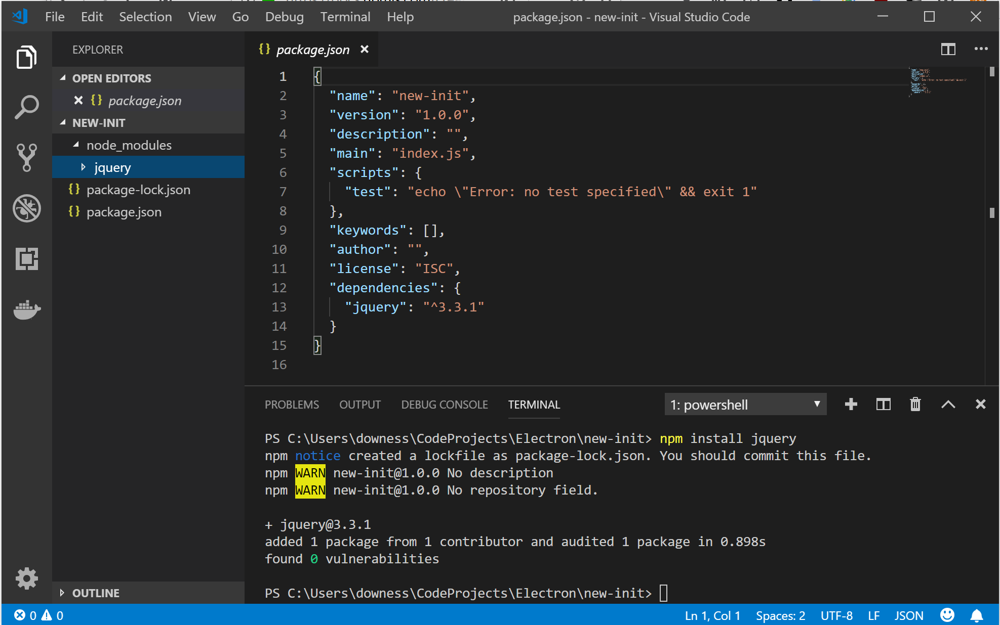 File Edit Selection View Go Debug Terminal Help package.json - new-init - Visual Studio Code
EXPLORER
OPEN EDITORS
{} package.json
NEW-INIT
node_modules
jquery
{} package-lock.json
{} package.json
OUTLINE
{} package.json
1 {
2 "name": "new-init",
3 "version": "1.0.0",
4 "description": "",
5 "main": "index.js",
6 "scripts": {
7 "test": "echo \"Error: no test specified\" && exit 1"
8 },
9 "keywords": [],
10 "author": "",
11 "license": "ISC",
12 "dependencies": {
13 "jquery": "^3.3.1"
14 }
15 }
16
PROBLEMS OUTPUT DEBUG CONSOLE TERMINAL 1: powershell
PS C:\Users\downess\CodeProjects\Electron\new-init> npm install jquery
npm notice created a lockfile as package-lock.json. You should commit this file.
npm WARN new-init@1.0.0 No description
npm WARN new-init@1.0.0 No repository field.
+ jquery@3.3.1
added 1 package from 1 contributor and audited 1 package in 0.898s
found 0 vulnerabilities
PS C:\Users\downess\CodeProjects\Electron\new-init>
0 0 Ln 1, Col 1 Spaces: 2 UTF-8 LF JSON